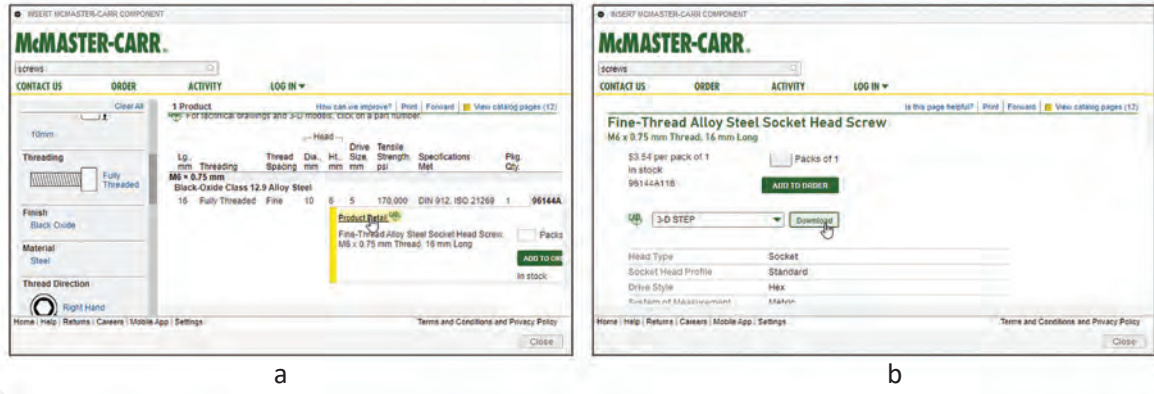 INSERT MCMASTER-CARR COMPONENT
McMASTER-CARR.
screws
CONTACT US ORDER ACTIVITY LOG IN
Clear All
10mm
Threading
Fully
Threaded
Finish
Black Oxide
Material
Steel
Thread Direction
Right Hand
1 Product How can we improve? | Print | Forward | View catalog pages (12)
For technical drawings and 3-D models, click on a part number.
Head
Drive Tensile
Lg., Thread Dia., Ht., Size, Strength, Specifications Pkg.
mm Threading Spacing mm mm mm psi Met Qty.
M6 × 0.75 mm
Black-Oxide Class 12.9 Alloy Steel
16 Fully Threaded Fine 10 6 5 170,000 DIN 912, ISO 21269 1 96144A
Product Detail CAD
Fine-Thread Alloy Steel Socket Head Screw, Packs
M6 x 0.75 mm Thread, 16 mm Long
ADD TO ORD
In stock
Home | Help | Returns | Careers | Mobile App | Settings Terms and Conditions and Privacy Policy
Close
a
INSERT MCMASTER-CARR COMPONENT
McMASTER-CARR.
screws
CONTACT US ORDER ACTIVITY LOG IN
Is this page helpful? | Print | Forward | View catalog pages (12)
Fine-Thread Alloy Steel Socket Head Screw
M6 x 0.75 mm Thread, 16 mm Long
$3.54 per pack of 1 Packs of 1
In stock
96144A118 ADD TO ORDER
CAD 3-D STEP Download
Head Type Socket
Socket Head Profile Standard
Drive Style Hex
System of Measurement Metric
Home | Help | Returns | Careers | Mobile App | Settings Terms and Conditions and Privacy Policy
Close
b